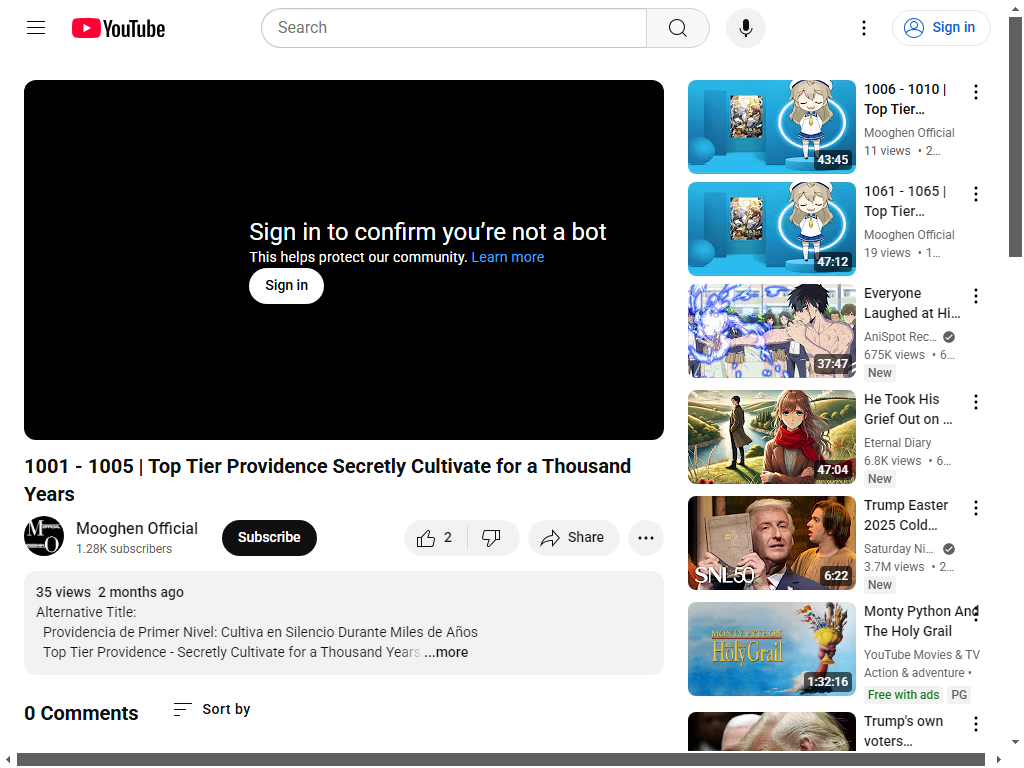 YouTube
Search
Sign in
Sign in to confirm you’re not a bot
This helps protect our community. Learn more
Sign in
1001 - 1005 | Top Tier Providence Secretly Cultivate for a Thousand
Years
Mooghen Official
1.28K subscribers
Subscribe
2
Share
35 views 2 months ago
Alternative Title:
Providencia de Primer Nivel: Cultiva en Silencio Durante Miles de Años
Top Tier Providence - Secretly Cultivate for a Thousand Years ...more
0 Comments
Sort by
43:45
1006 - 1010 |
Top Tier...
Mooghen Official
11 views • 2...
47:12
1061 - 1065 |
Top Tier...
Mooghen Official
19 views • 1...
37:47
Everyone
Laughed at Hi...
AniSpot Rec...
675K views • 6...
New
47:04
He Took His
Grief Out on ...
Eternal Diary
6.8K views • 6...
New
SNL50
6:22
Trump Easter
2025 Cold...
Saturday Ni...
3.7M views • 2...
New
MONTY PYTHON
HOLY GRAIL
1:32:16
Monty Python And
The Holy Grail
YouTube Movies & TV
Action & adventure •
Free with ads PG
Trump's own
voters...